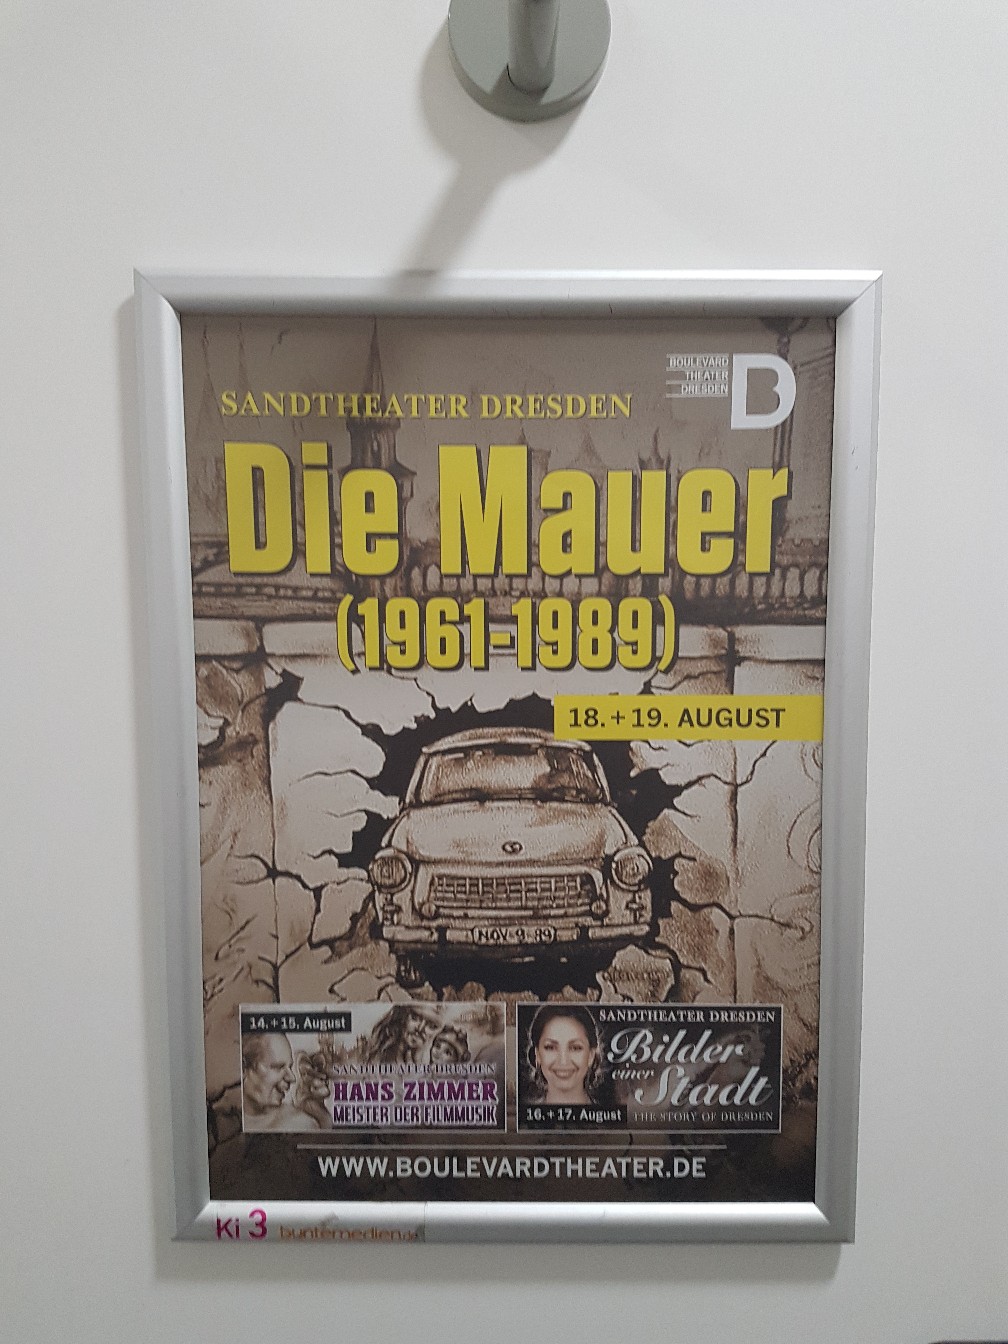 BOULEVARD
THEATER
DRESDEN
B
SANDTHEATER DRESDEN
Die Mauer
(1961-1989)
18.+19. AUGUST
NOV-9-89
14.+15. August
SANDTHEATER DRESDEN
HANS ZIMMER
MEISTER DER FILMMUSIK
SANDTHEATER DRESDEN
Bilder
einer
Stadt
16.+17. August
THE STORY OF DRESDEN
WWW.BOULEVARDTHEATER.DE
Ki 3 buntemedien.de